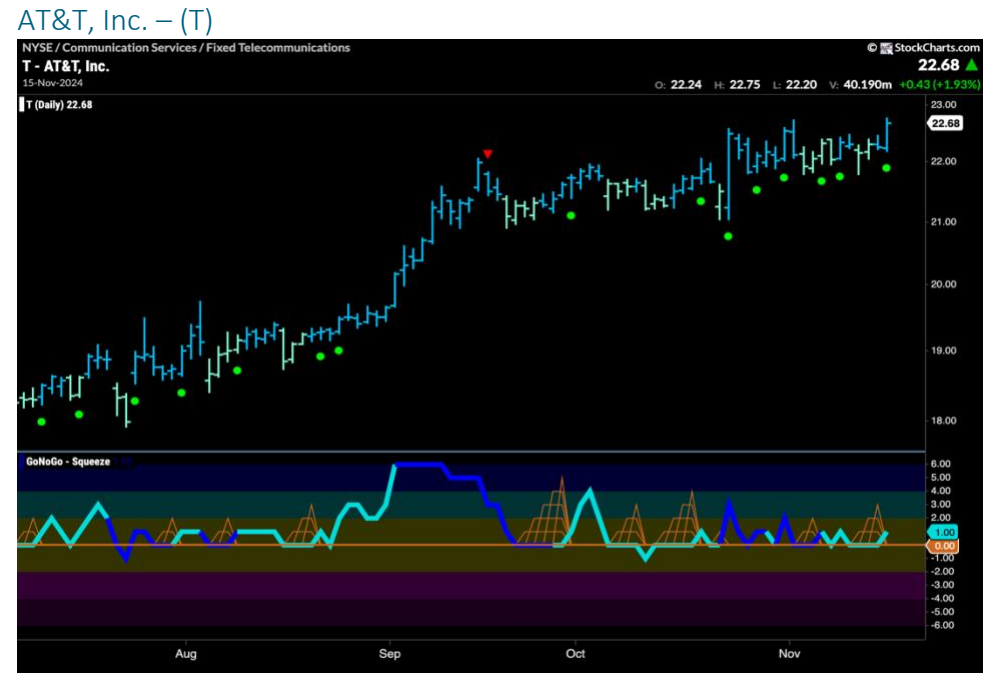 AT&T, Inc. – (T)
NYSE / Communication Services / Fixed Telecommunications
© StockCharts.com
T - AT&T, Inc.
22.68
15-Nov-2024
O: 22.24 H: 22.75 L: 22.20 V: 40.190m +0.43 (+1.93%)
T (Daily) 22.68
23.00
22.68
22.00
21.00
20.00
19.00
18.00
GoNoGo - Squeeze
6.00
5.00
4.00
3.00
2.00
1.00
0.00
-1.00
-2.00
-3.00
-4.00
-5.00
-6.00
Aug Sep Oct Nov